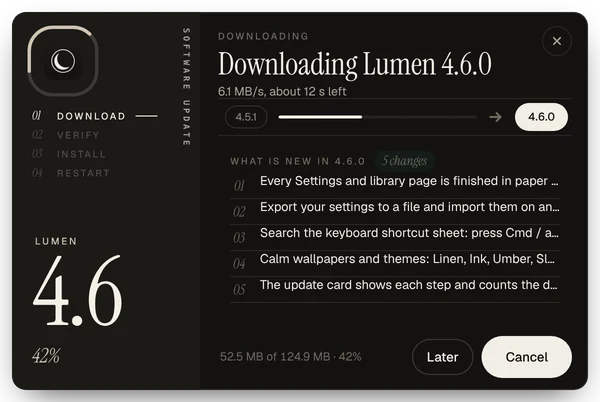 SOFTWARE UPDATE
01 DOWNLOAD
02 VERIFY
03 INSTALL
04 RESTART
LUMEN
4.6
42%
DOWNLOADING
Downloading Lumen 4.6.0
6.1 MB/s, about 12 s left
4.5.1
4.6.0
WHAT IS NEW IN 4.6.0 5 changes
01 Every Settings and library page is finished in paper ...
02 Export your settings to a file and import them on an...
03 Search the keyboard shortcut sheet: press Cmd / a...
04 Calm wallpapers and themes: Linen, Ink, Umber, Sl...
05 The update card shows each step and counts the d...
52.5 MB of 124.9 MB · 42%
Later
Cancel